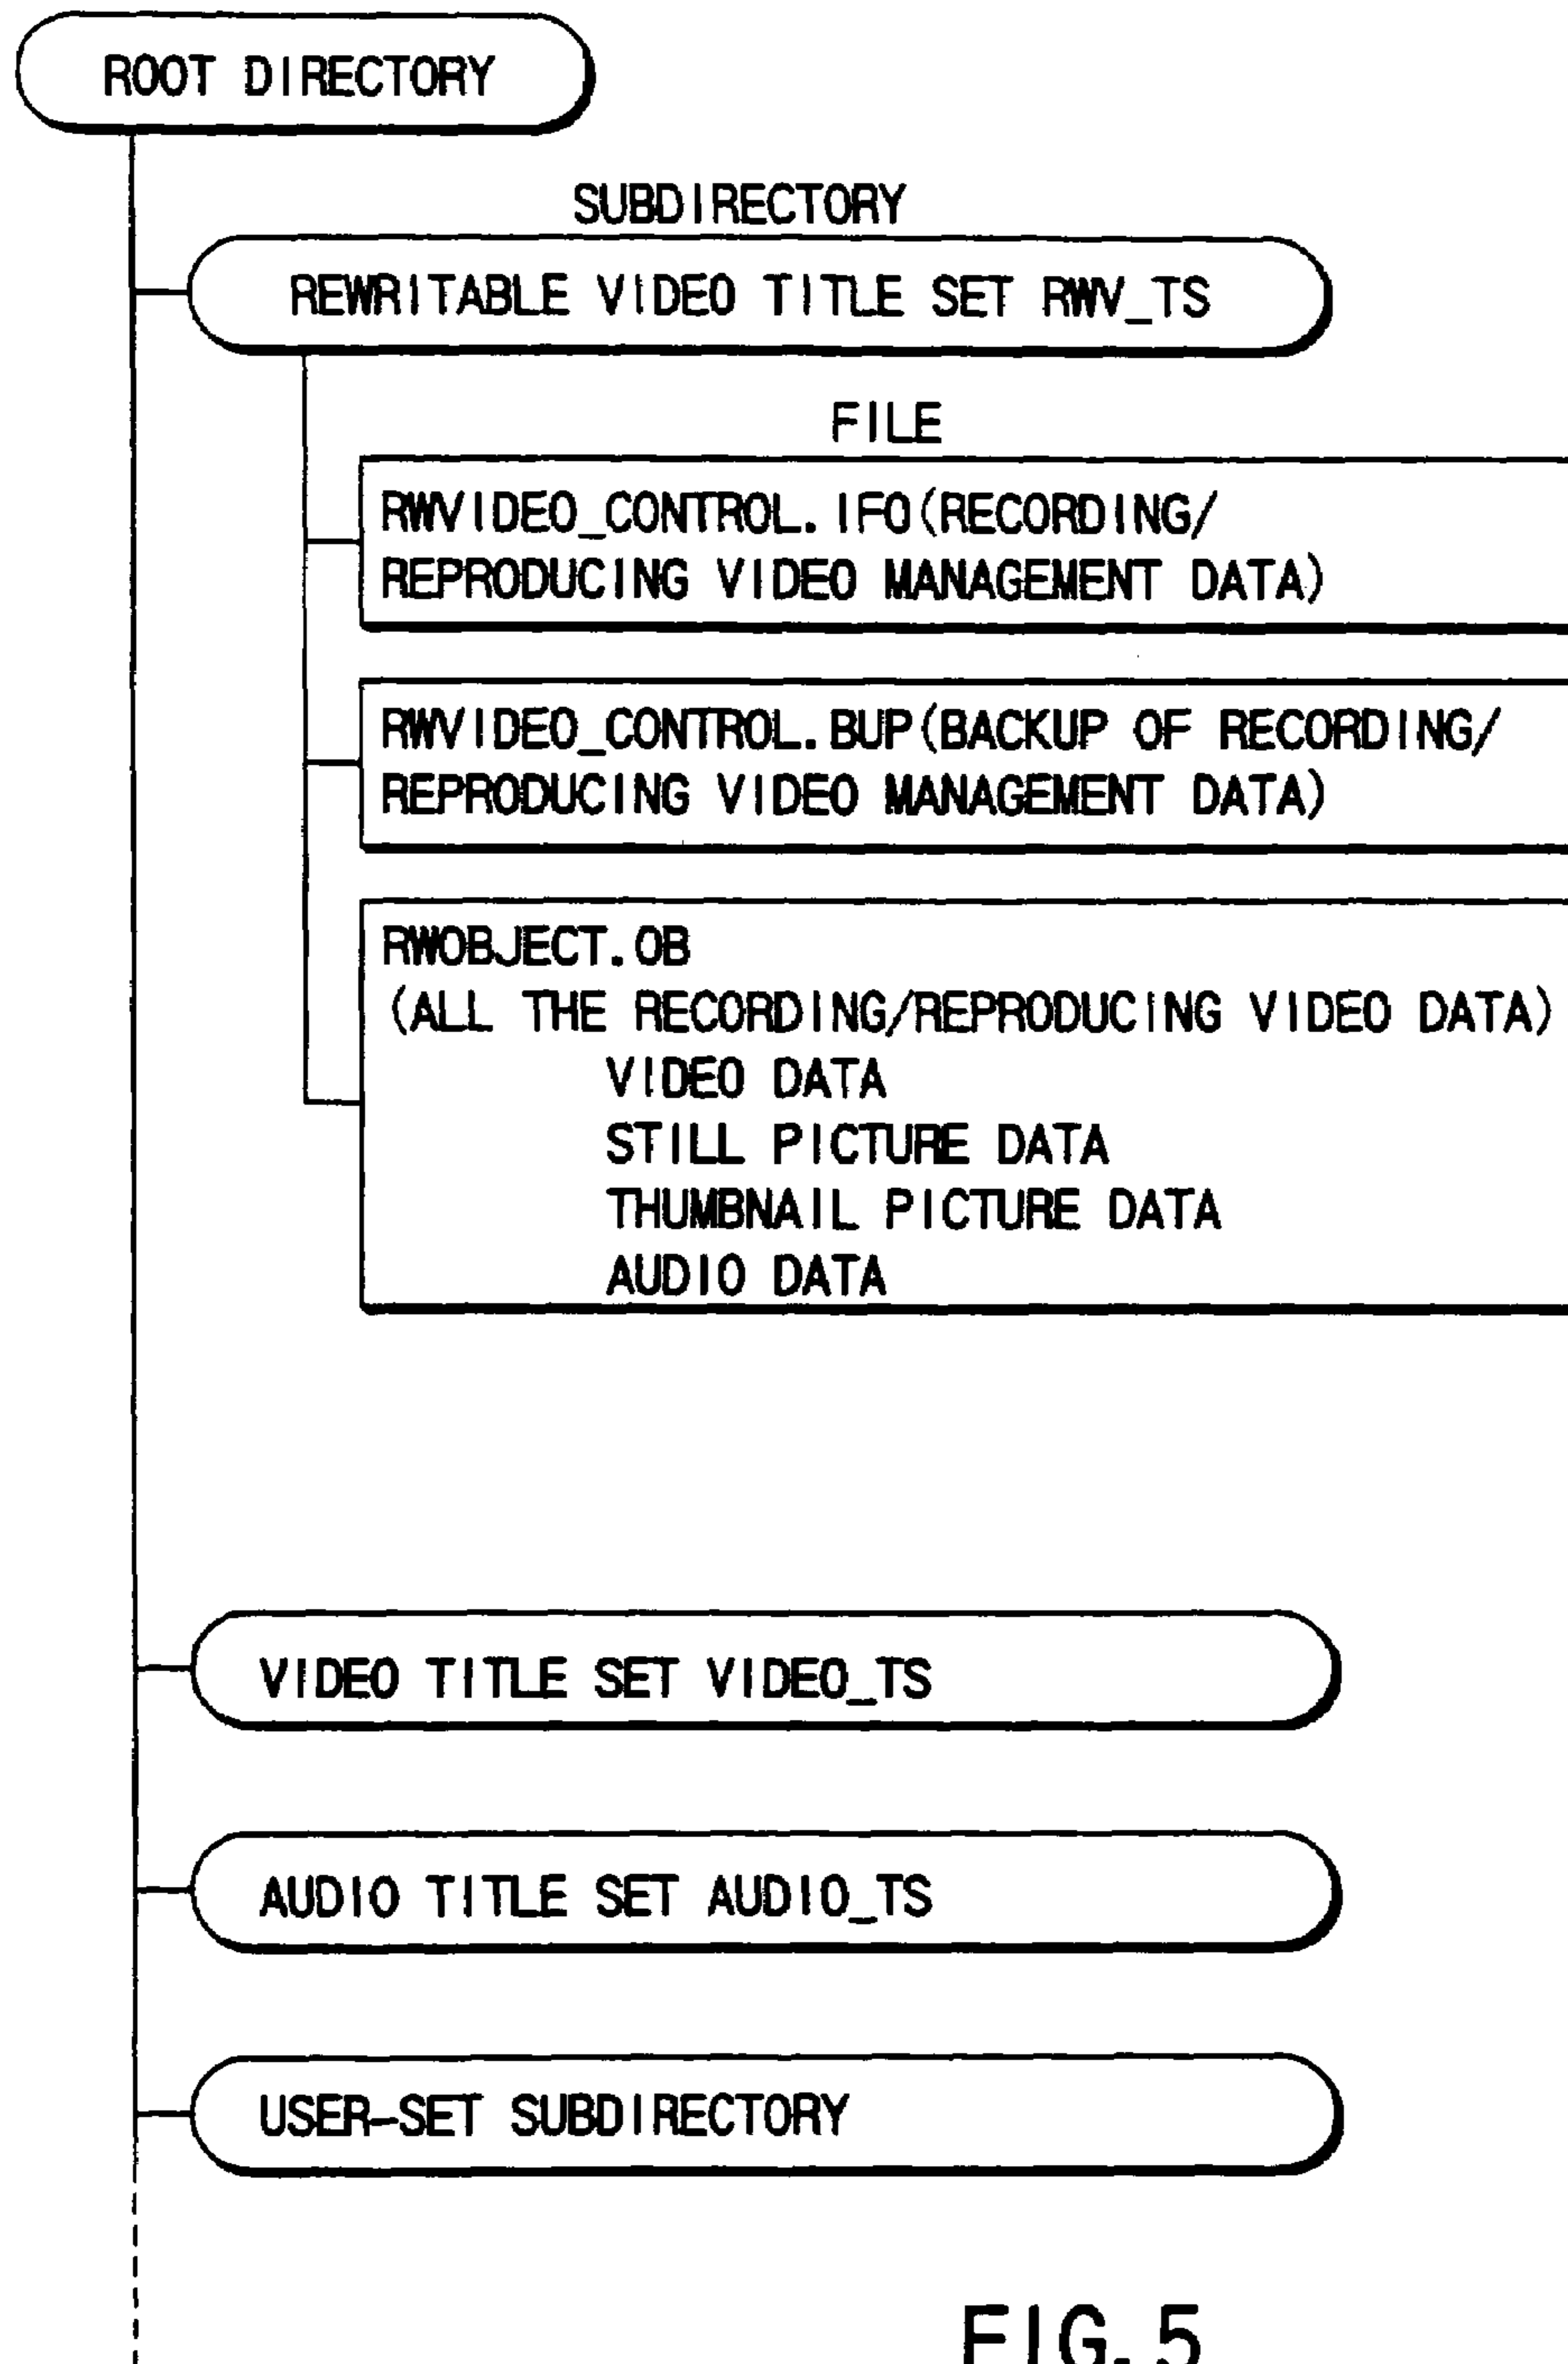 ROOT DIRECTORY
SUBDIRECTORY
REWRITABLE VIDEO TITLE SET RWV_TS
FILE
RWVIDEO_CONTROL.IFO(RECORDING/
REPRODUCING VIDEO MANAGEMENT DATA)
RWVIDEO_CONTROL.BUP(BACKUP OF RECORDING/
REPRODUCING VIDEO MANAGEMENT DATA)
RWOBJECT.OB
(ALL THE RECORDING/REPRODUCING VIDEO DATA)
VIDEO DATA
STILL PICTURE DATA
THUMBNAIL PICTURE DATA
AUDIO DATA
VIDEO TITLE SET VIDEO_TS
AUDIO TITLE SET AUDIO_TS
USER-SET SUBDIRECTORY
FIG.5